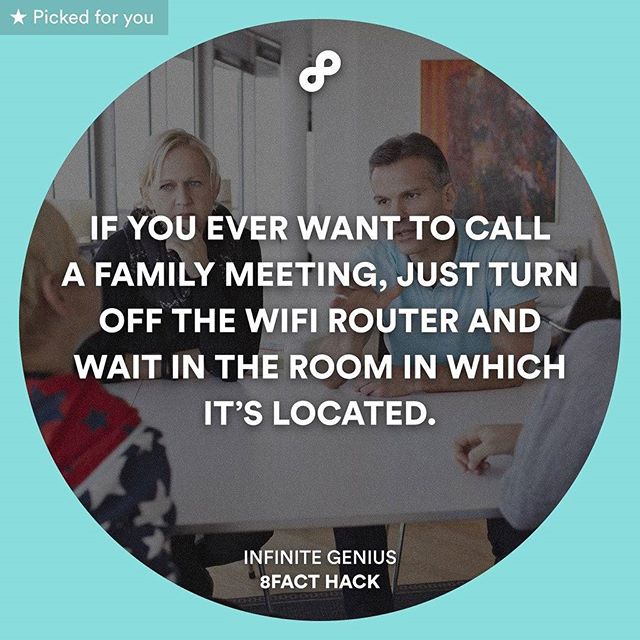 ★ Picked for you
IF YOU EVER WANT TO CALL
A FAMILY MEETING, JUST TURN
OFF THE WIFI ROUTER AND
WAIT IN THE ROOM IN WHICH
IT'S LOCATED.
INFINITE GENIUS
8FACT HACK